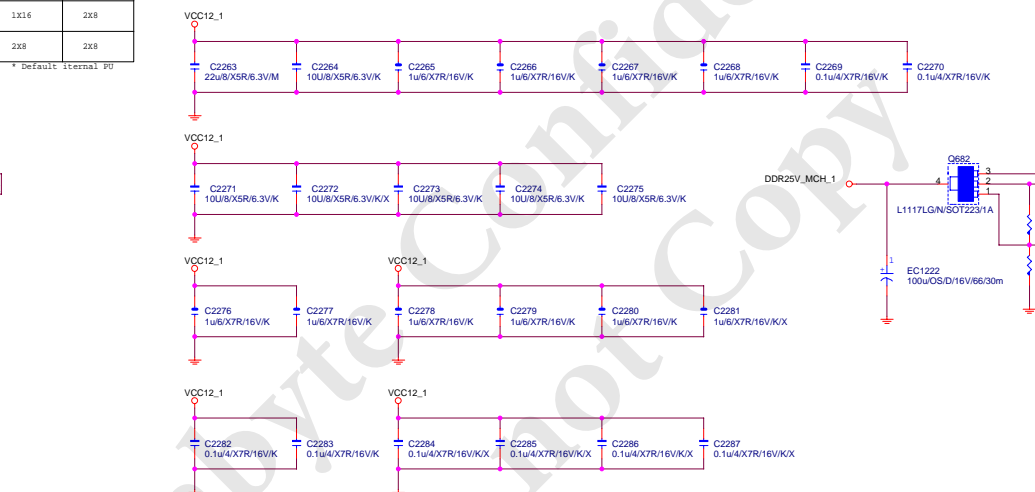 1X16 2X8
2X8 2X8
* Default iternal PU
VCC12_1
C2263
22u/8/X5R/6.3V/M
C2264
10U/8/X5R/6.3V/K
C2265
1u/6/X7R/16V/K
C2266
1u/6/X7R/16V/K
C2267
1u/6/X7R/16V/K
C2268
1u/6/X7R/16V/K
C2269
0.1u/4/X7R/16V/K
C2270
0.1u/4/X7R/16V/K
VCC12_1
C2271
10U/8/X5R/6.3V/K
C2272
10U/8/X5R/6.3V/K/X
C2273
10U/8/X5R/6.3V/K
C2274
10U/8/X5R/6.3V/K
C2275
10U/8/X5R/6.3V/K
DDR25V_MCH_1
Q682
4
3
2
1
L1117LG/N/SOT223/1A
1
+
EC1222
100u/OS/D/16V/66/30m
VCC12_1
C2276
1u/6/X7R/16V/K
C2277
1u/6/X7R/16V/K
VCC12_1
C2278
1u/6/X7R/16V/K
C2279
1u/6/X7R/16V/K
C2280
1u/6/X7R/16V/K
C2281
1u/6/X7R/16V/K/X
VCC12_1
C2282
0.1u/4/X7R/16V/K
C2283
0.1u/4/X7R/16V/K
VCC12_1
C2284
0.1u/4/X7R/16V/K/X
C2285
0.1u/4/X7R/16V/K/X
C2286
0.1u/4/X7R/16V/K/X
C2287
0.1u/4/X7R/16V/K/X
byte Confide
not Copy